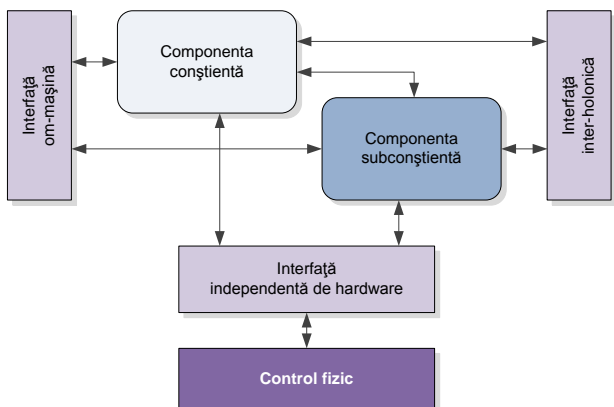 Interfaţă
om-maşină
Componenta
conştientă
Componenta
subconştientă
Interfaţă
inter-holonică
Interfaţă
independentă de hardware
Control fizic